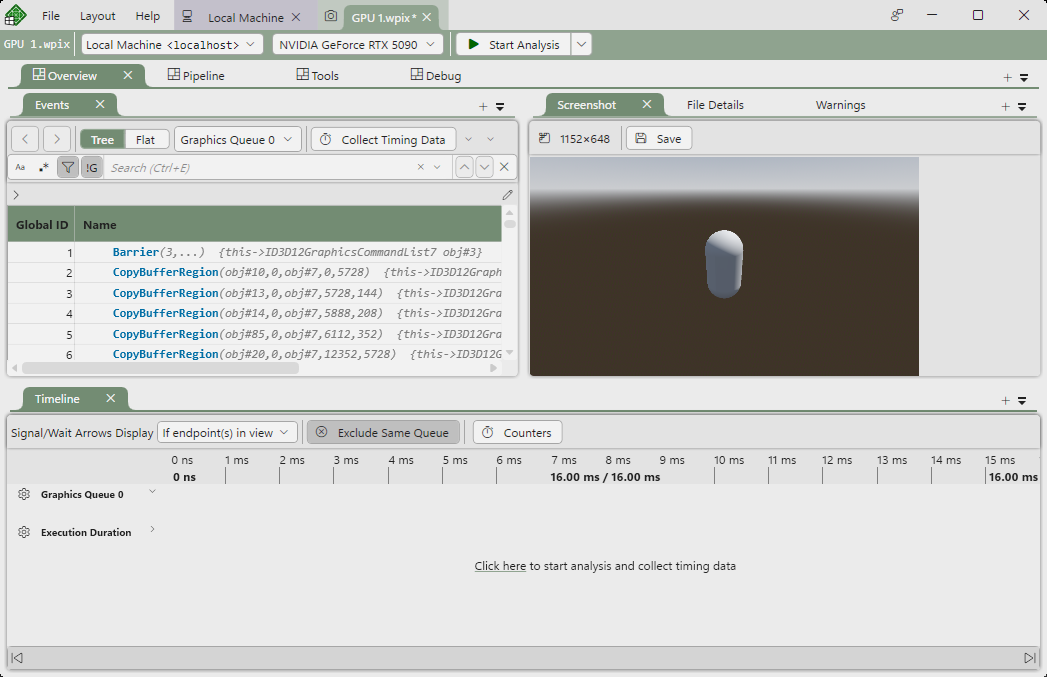 File Layout Help Local Machine GPU 1.wpix*
GPU 1.wpix Local Machine <localhost> NVIDIA GeForce RTX 5090 Start Analysis
Overview Pipeline Tools Debug
Events
Screenshot File Details Warnings
Tree Flat Graphics Queue 0 Collect Timing Data
1152×648 Save
Aa .* !G Search (Ctrl+E)
Global ID Name
1 Barrier(3,...) {this->ID3D12GraphicsCommandList7 obj#3}
2 CopyBufferRegion(obj#10,0,obj#7,0,5728) {this->ID3D12Graph
3 CopyBufferRegion(obj#13,0,obj#7,5728,144) {this->ID3D12Gra
4 CopyBufferRegion(obj#14,0,obj#7,5888,208) {this->ID3D12Gra
5 CopyBufferRegion(obj#85,0,obj#7,6112,352) {this->ID3D12Gra
6 CopyBufferRegion(obj#20,0,obj#7,12352,5728) {this->ID3D12G
Timeline
Signal/Wait Arrows Display If endpoint(s) in view Exclude Same Queue Counters
0 ns 1 ms 2 ms 3 ms 4 ms 5 ms 6 ms 7 ms 8 ms 9 ms 10 ms 11 ms 12 ms 13 ms 14 ms 15 ms
0 ns 16.00 ms / 16.00 ms 16.00 ms
Graphics Queue 0
Execution Duration
Click here to start analysis and collect timing data